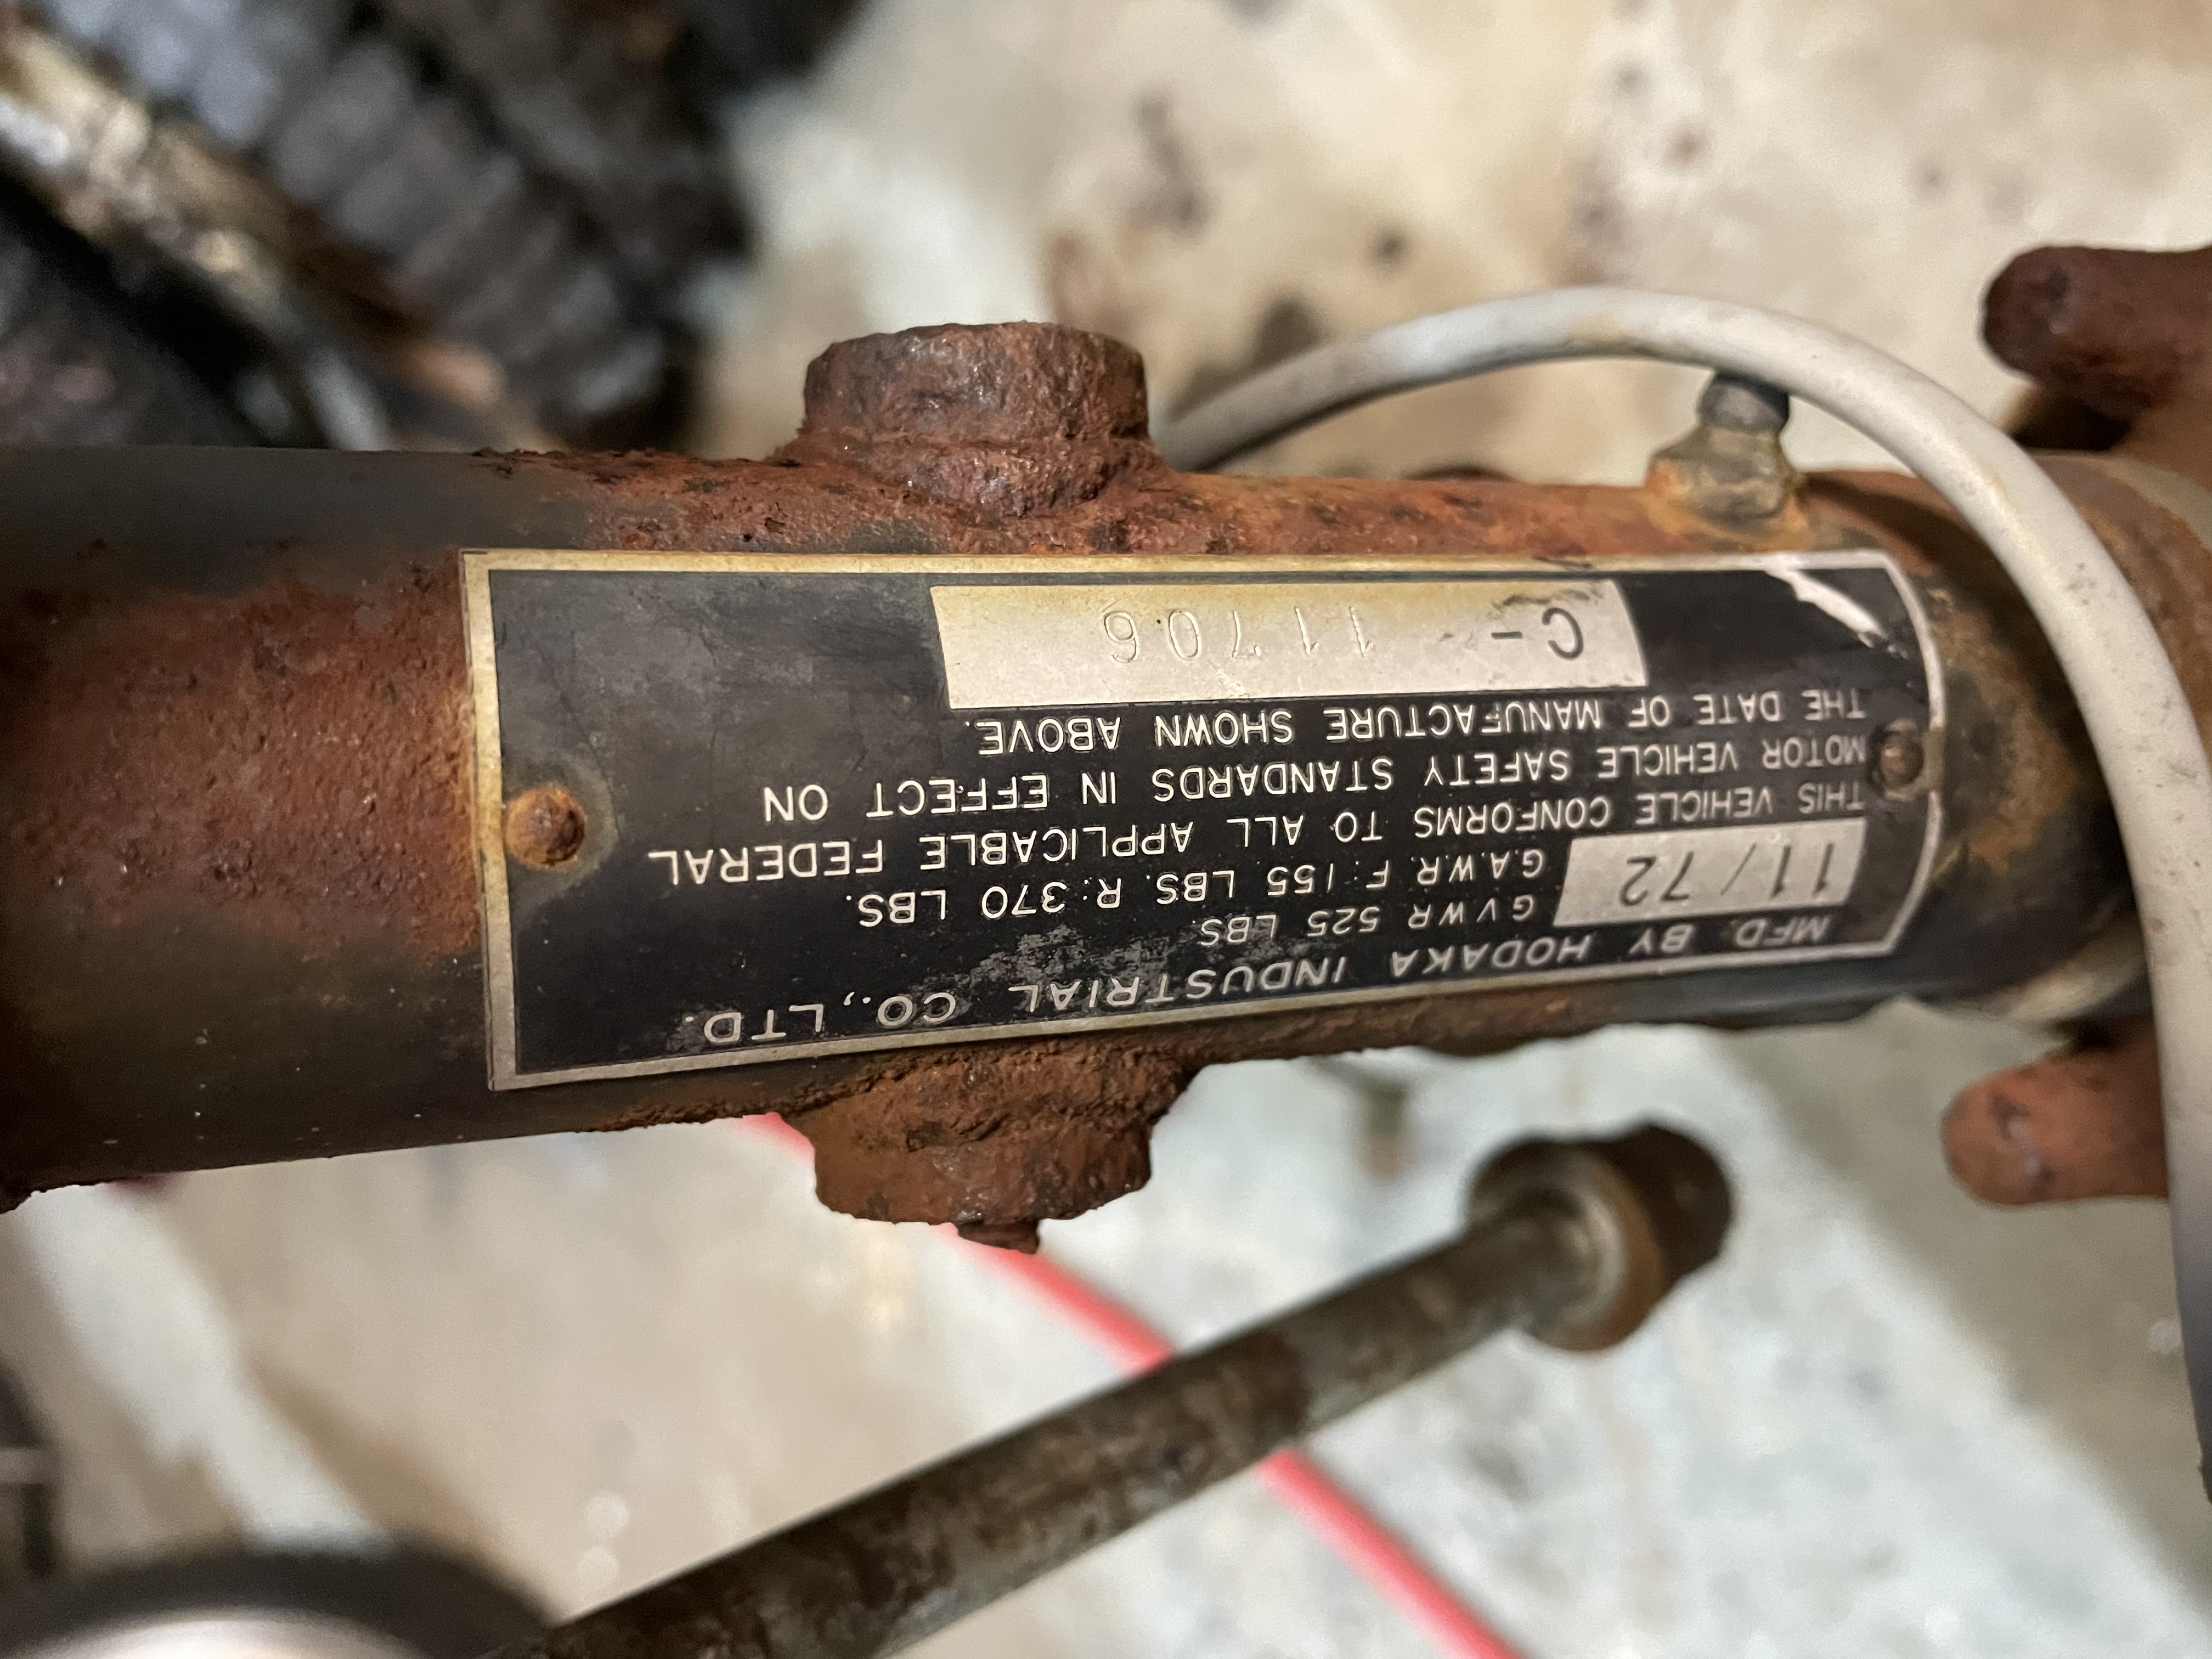 MFD. BY HODAKA INDUSTRIAL CO., LTD.
11/72
G V W R 525 LBS.
G.A.W.R. F: 155 LBS. R: 370 LBS.
THIS VEHICLE CONFORMS TO ALL APPLICABLE FEDERAL
MOTOR VEHICLE SAFETY STANDARDS IN EFFECT ON
THE DATE OF MANUFACTURE SHOWN ABOVE.
C- 11706